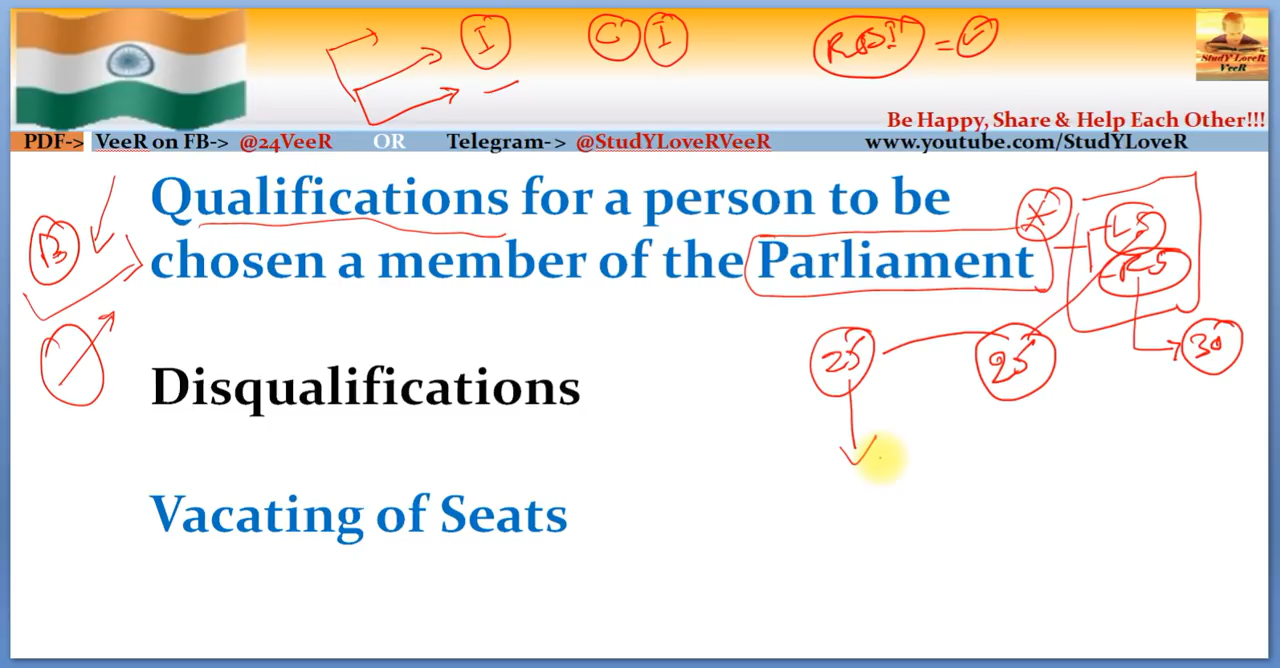 I C I
StudY LoveR
VeeR
Be Happy, Share & Help Each Other!!!
PDF-> VeeR on FB-> @24VeeR OR Telegram-> @StudYLoveRVeeR www.youtube.com/StudYLoveR
Qualifications for a person to be
chosen a member of the Parliament
LS
RS
25 25 30
Disqualifications
Vacating of Seats